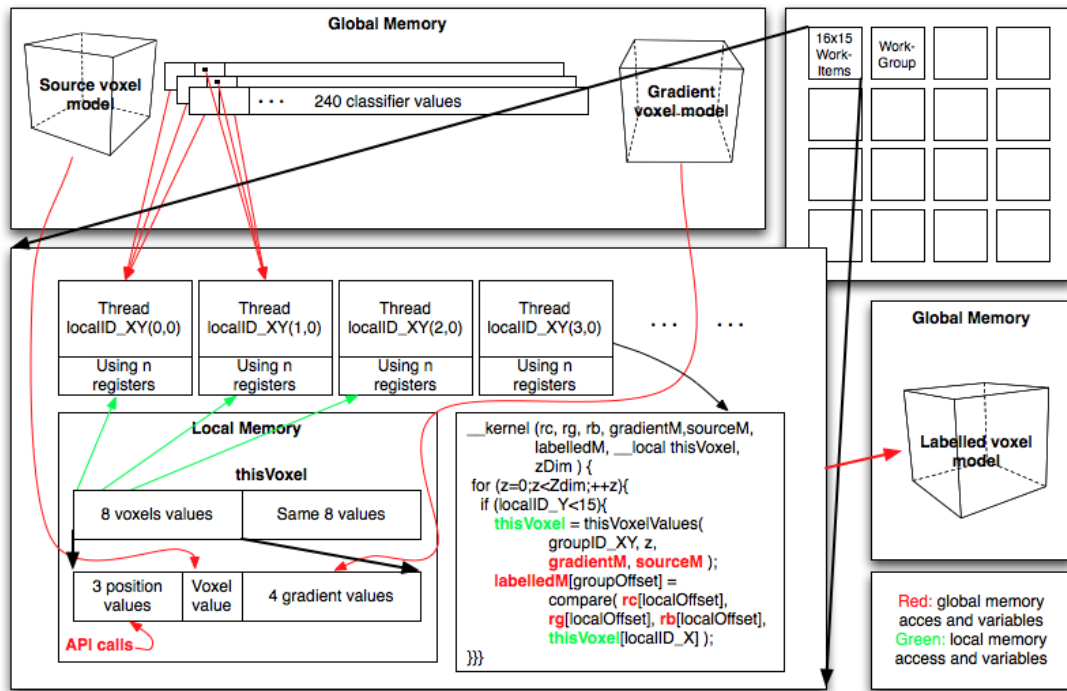 Global Memory
Source voxel
model
· · · 240 classifier values
Gradient
voxel model
16x15
Work-
Items
Work-
Group
Thread
localID_XY(0,0)
Using n
registers
Thread
localID_XY(1,0)
Using n
registers
Thread
localID_XY(2,0)
Using n
registers
Thread
localID_XY(3,0)
Using n
registers
· · · · · ·
Local Memory
thisVoxel
8 voxels values
Same 8 values
3 position
values
Voxel
value
4 gradient values
API calls
__kernel (rc, rg, rb, gradientM,sourceM,
labelledM, __local thisVoxel,
zDim ) {
for (z=0;z<Zdim;++z){
if (localID_Y<15){
thisVoxel = thisVoxelValues(
groupID_XY, z,
gradientM, sourceM );
labelledM[groupOffset] =
compare( rc[localOffset],
rg[localOffset], rb[localOffset],
thisVoxel[localID_X] );
}}}
Global Memory
Labelled voxel
model
Red: global memory
acces and variables
Green: local memory
access and variables